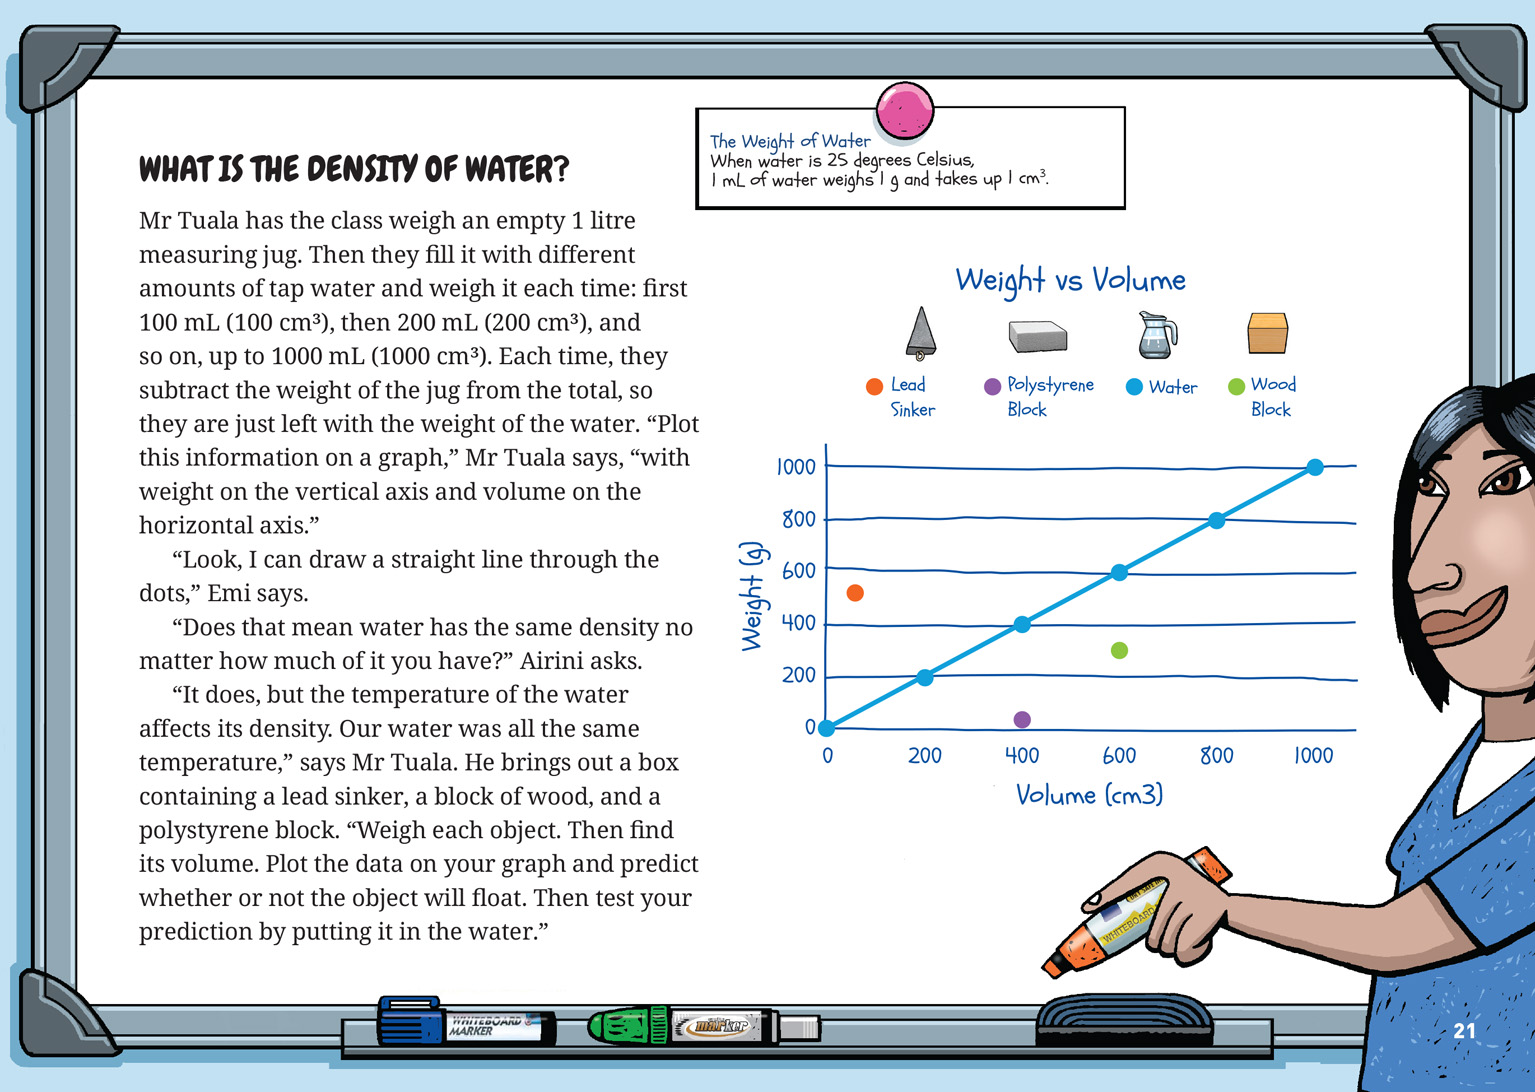 WHAT IS THE DENSITY OF WATER?
Mr Tuala has the class weigh an empty 1 litre
measuring jug. Then they fill it with different
amounts of tap water and weigh it each time: first
100 mL (100 cm³), then 200 mL (200 cm³), and
so on, up to 1000 mL (1000 cm³). Each time, they
subtract the weight of the jug from the total, so
they are just left with the weight of the water. “Plot
this information on a graph,” Mr Tuala says, “with
weight on the vertical axis and volume on the
horizontal axis.”
“Look, I can draw a straight line through the
dots,” Emi says.
“Does that mean water has the same density no
matter how much of it you have?” Airini asks.
“It does, but the temperature of the water
affects its density. Our water was all the same
temperature,” says Mr Tuala. He brings out a box
containing a lead sinker, a block of wood, and a
polystyrene block. “Weigh each object. Then find
its volume. Plot the data on your graph and predict
whether or not the object will float. Then test your
prediction by putting it in the water.”
The Weight of Water
When water is 25 degrees Celsius,
1 mL of water weighs 1 g and takes up 1 cm³.
Weight vs Volume
Lead
Sinker
Polystyrene
Block
Water
Wood
Block
1000
800
600
400
200
0
Weight (g)
0 200 400 600 800 1000
Volume (cm3)
WHITEBOARD
WHITEBOARD
MARKER
marker
21